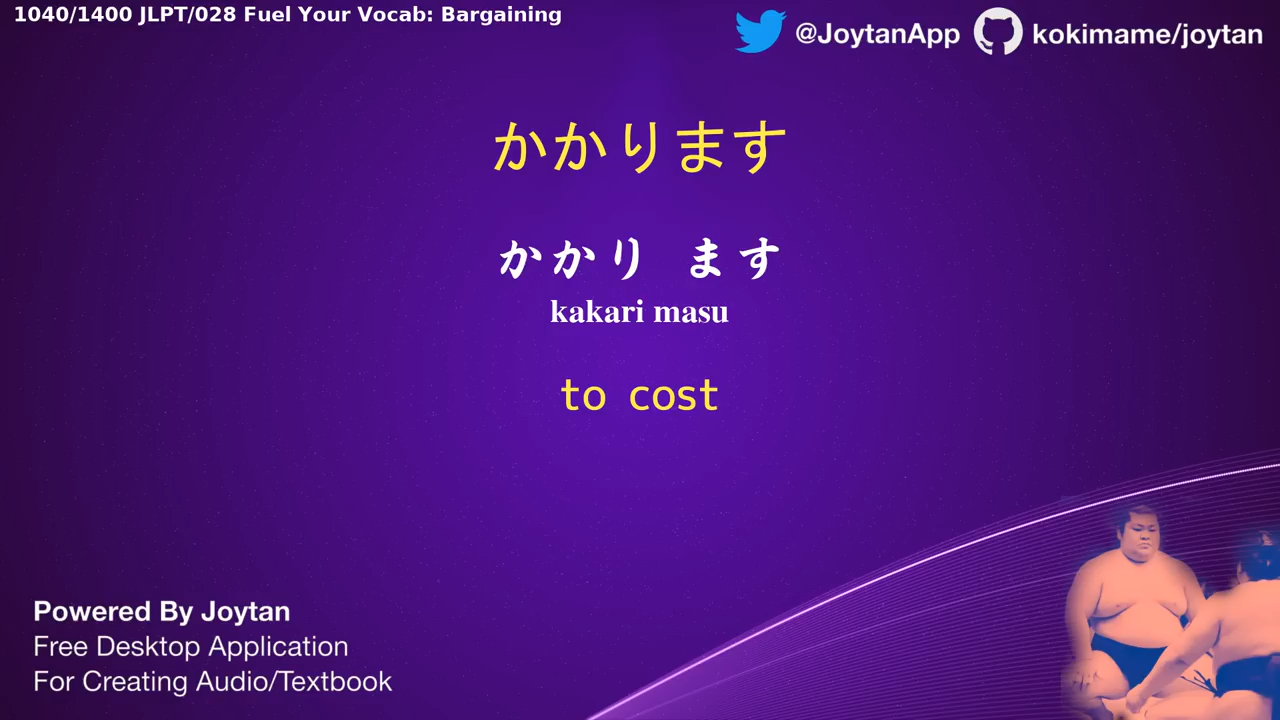 1040/1400 JLPT/028 Fuel Your Vocab: Bargaining
@JoytanApp kokimame/joytan
かかります
かかり ます
kakari masu
to cost
Powered By Joytan
Free Desktop Application
For Creating Audio/Textbook